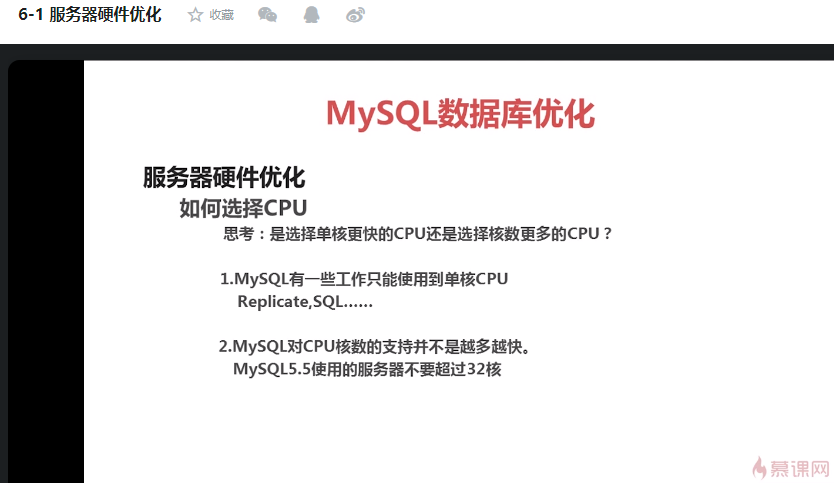 6-1 服务器硬件优化 收藏
MySQL数据库优化
服务器硬件优化
如何选择CPU
思考：是选择单核更快的CPU还是选择核数更多的CPU？
1.MySQL有一些工作只能使用到单核CPU
Replicate,SQL……
2.MySQL对CPU核数的支持并不是越多越快。
MySQL5.5使用的服务器不要超过32核
慕课网